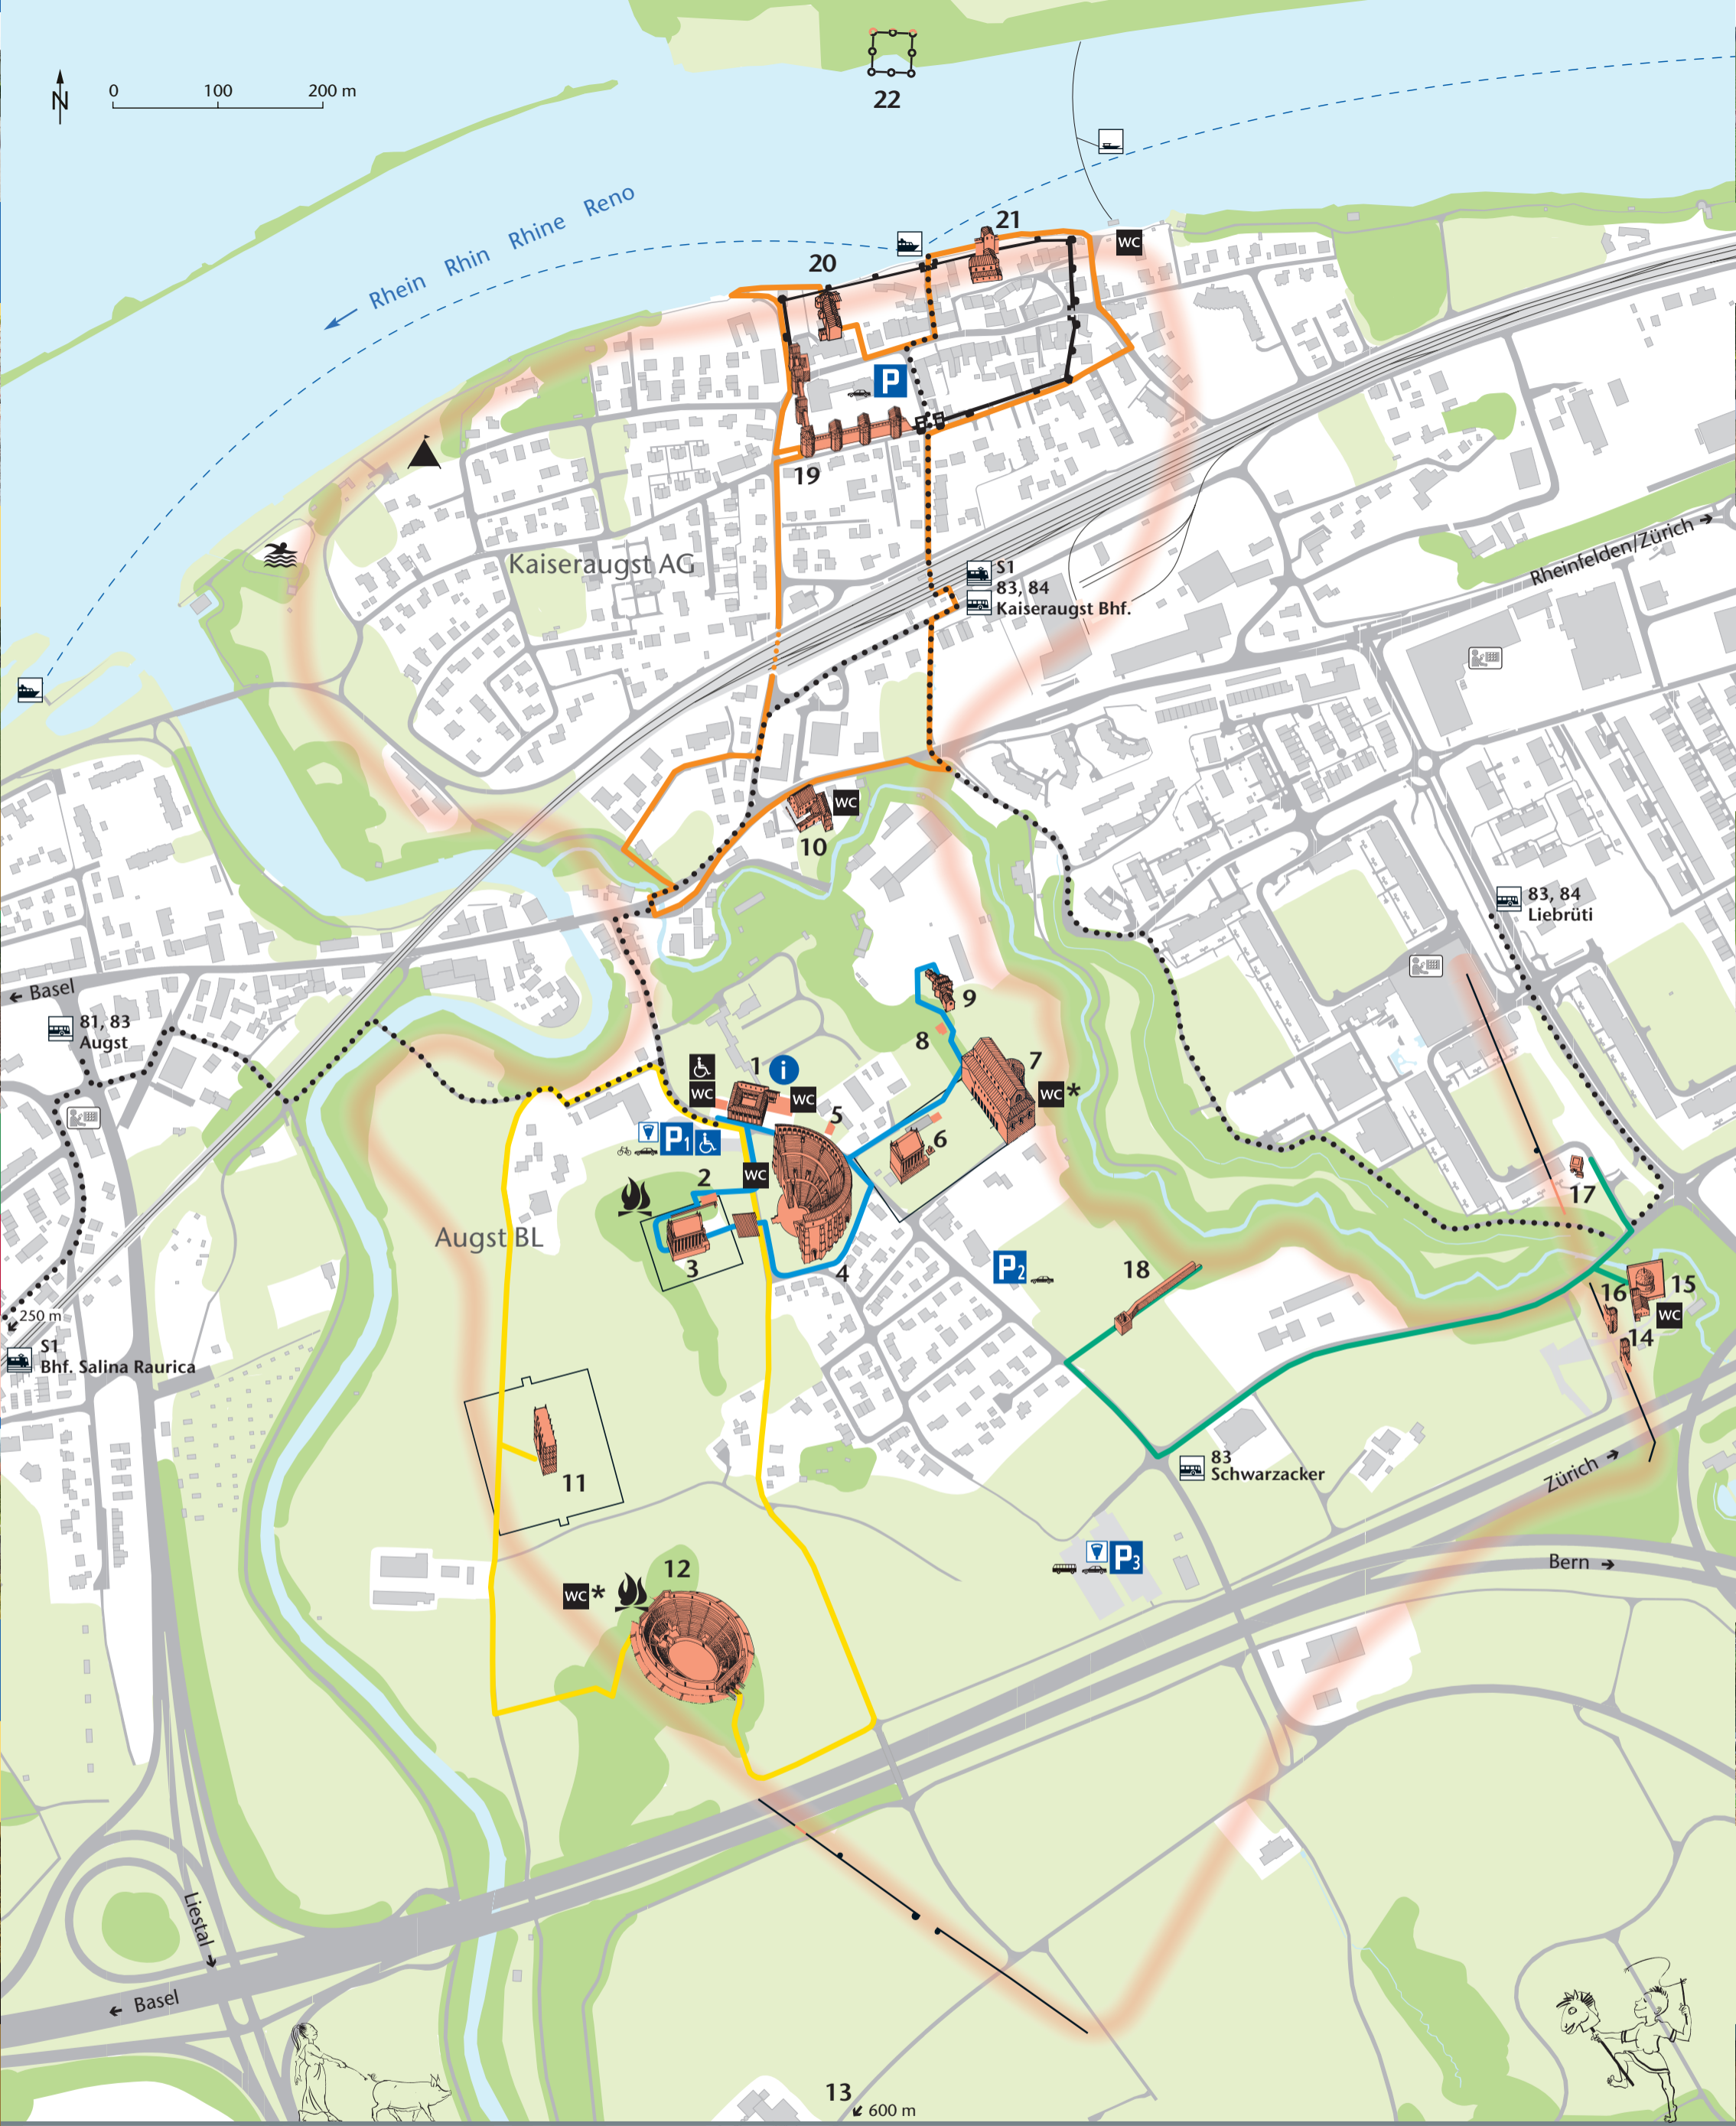 22
N
0 100 200 m
Rhein Rhin Rhine Reno
21
WC
20
P
19
Kaiseraugst AG
S1
83, 84
Kaiseraugst Bhf.
Rheinfelden/Zürich →
WC
10
83, 84
Liebrüti
← Basel
81, 83
Augst
9
8
7
WC*
1
i
WC
WC
5
P1
6
WC
2
17
Augst BL
3
4
P2
18
16
15
WC
14
↙ 250 m
S1
Bhf. Salina Raurica
11
83
Schwarzacker
Zürich →
P3
Bern →
12
WC*
Liestal →
← Basel
13
↙ 600 m